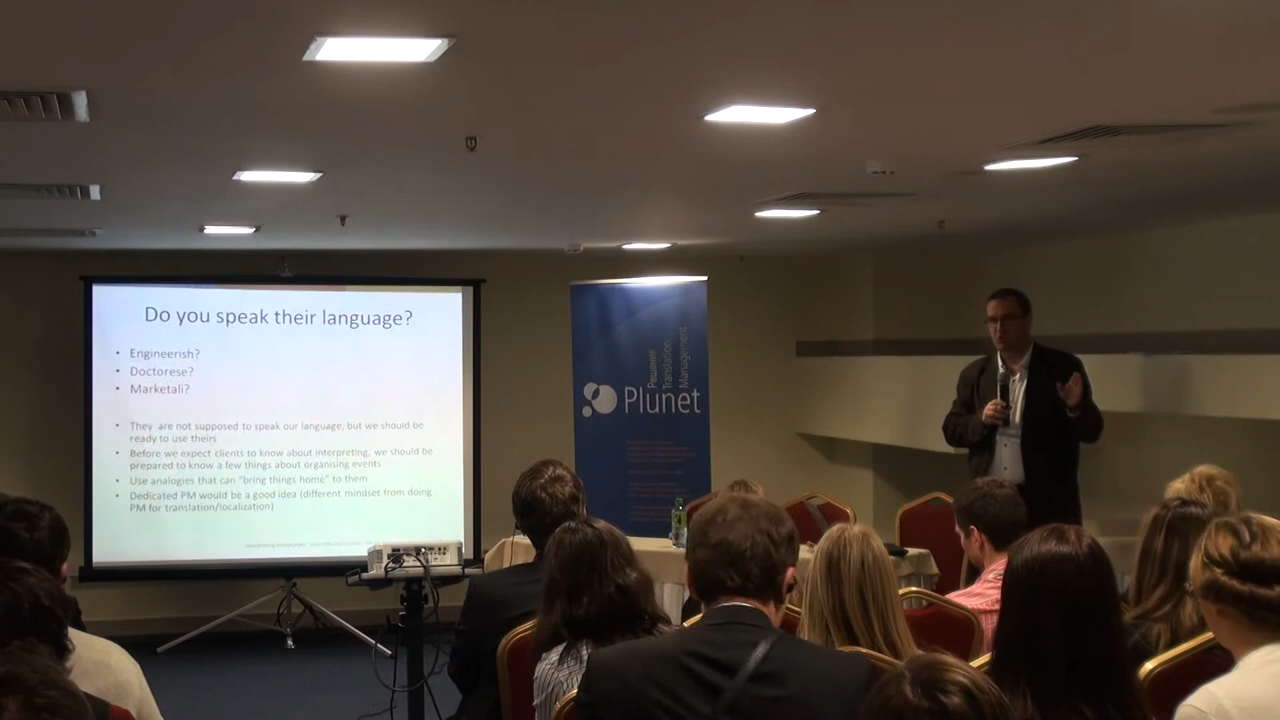 Do you speak their language?
• Engineerish?
• Doctorese?
• Marketali?
• They are not supposed to speak our language, but we should be
ready to use theirs
• Before we expect clients to know about interpreting, we should be
prepared to know a few things about organising events
• Use analogies that can "bring things home" to them
• Dedicated PM would be a good idea (different mindset from doing
PM for translation/localization)
Решения
Translation
Management
Plunet